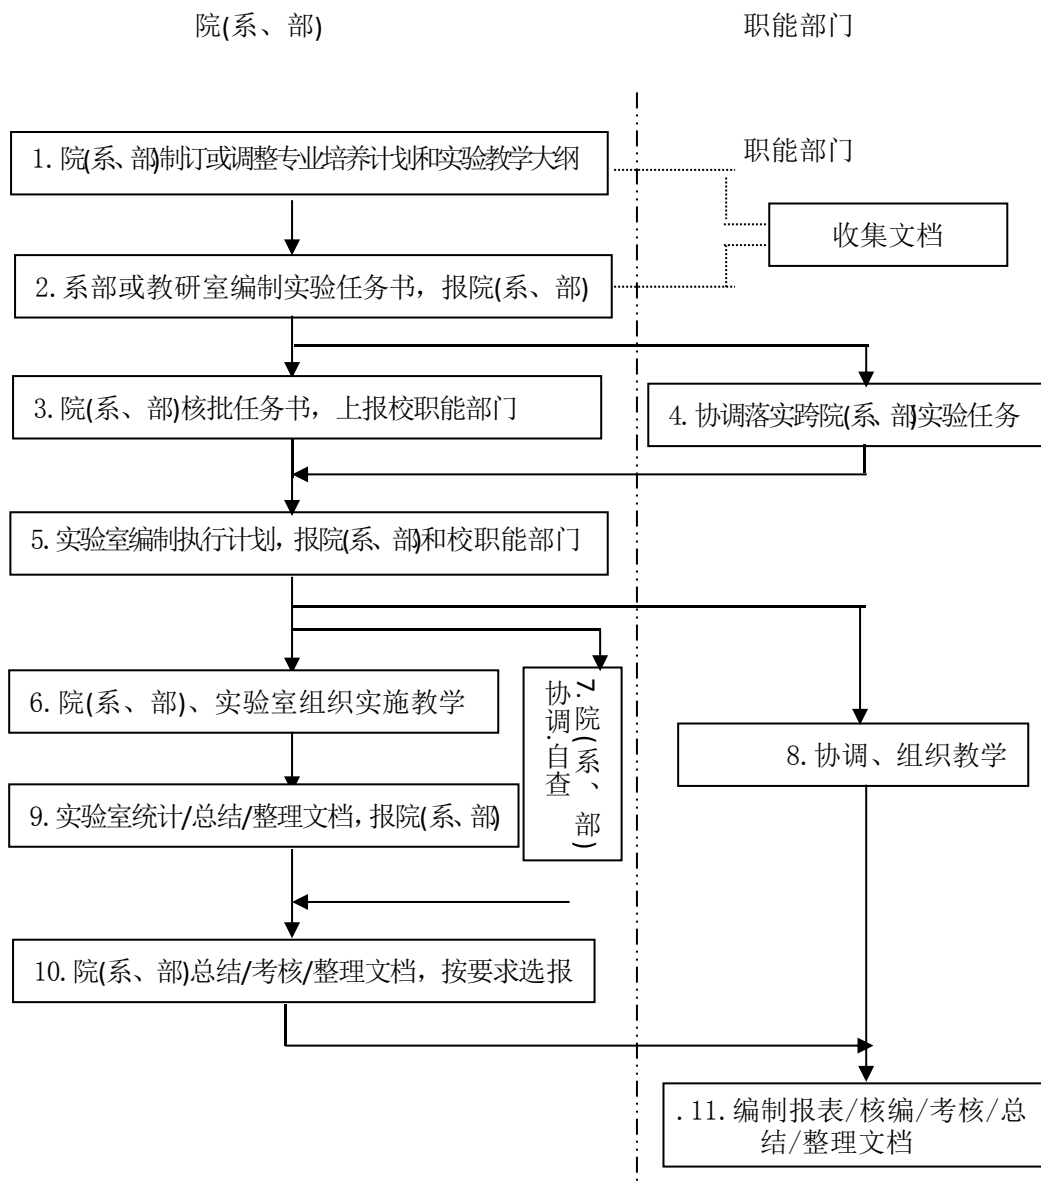 院(系、部)
职能部门
1.院(系、部)制订或调整专业培养计划和实验教学大纲
职能部门
收集文档
2.系部或教研室编制实验任务书，报院(系、部)
3.院(系、部)核批任务书，上报校职能部门
4.协调落实跨院(系、部)实验任务
5.实验室编制执行计划，报院(系、部)和校职能部门
6.院(系、部)、实验室组织实施教学
7.院(系、部)
协调.自查
8.协调、组织教学
9.实验室统计/总结/整理文档，报院(系、部)
10.院(系、部)总结/考核/整理文档，按要求选报
.11.编制报表/核编/考核/总
结/整理文档